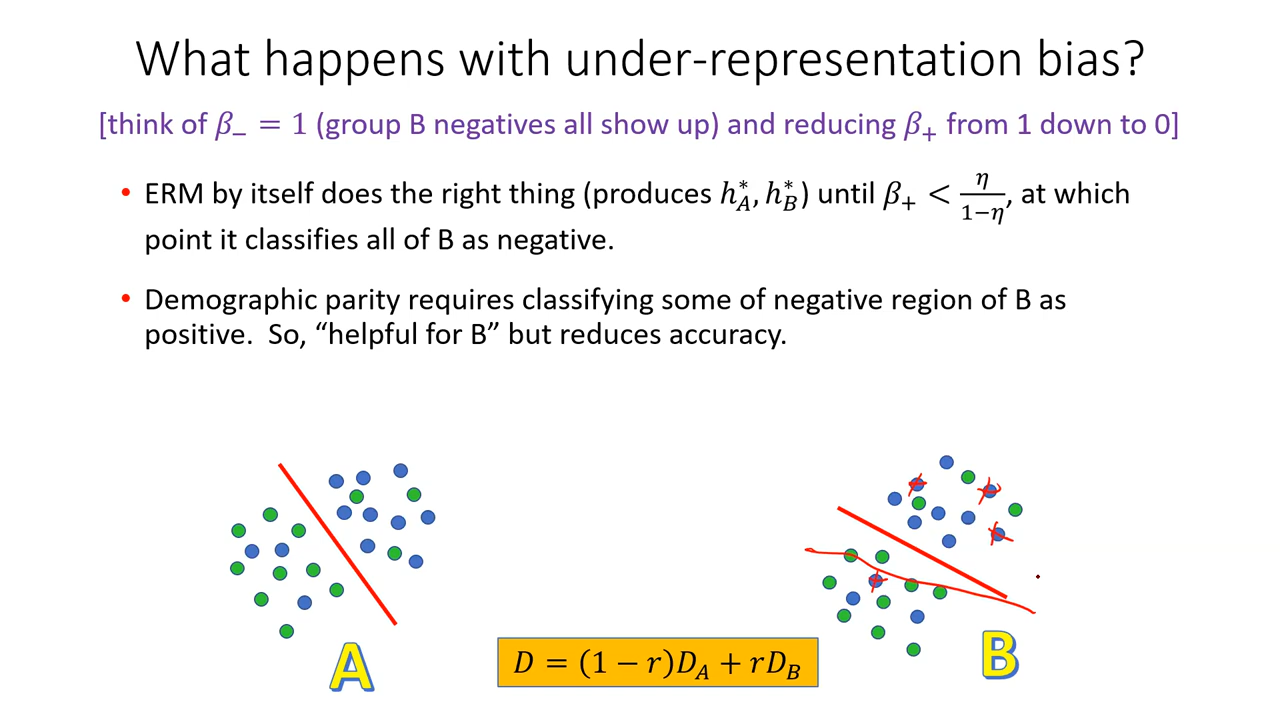 What happens with under-representation bias?
[think of β₋ = 1 (group B negatives all show up) and reducing β₊ from 1 down to 0]
• ERM by itself does the right thing (produces h*_A, h*_B) until β₊ < η/(1−η), at which
point it classifies all of B as negative.
• Demographic parity requires classifying some of negative region of B as
positive. So, “helpful for B” but reduces accuracy.
A
D = (1 − r)D_A + rD_B
B